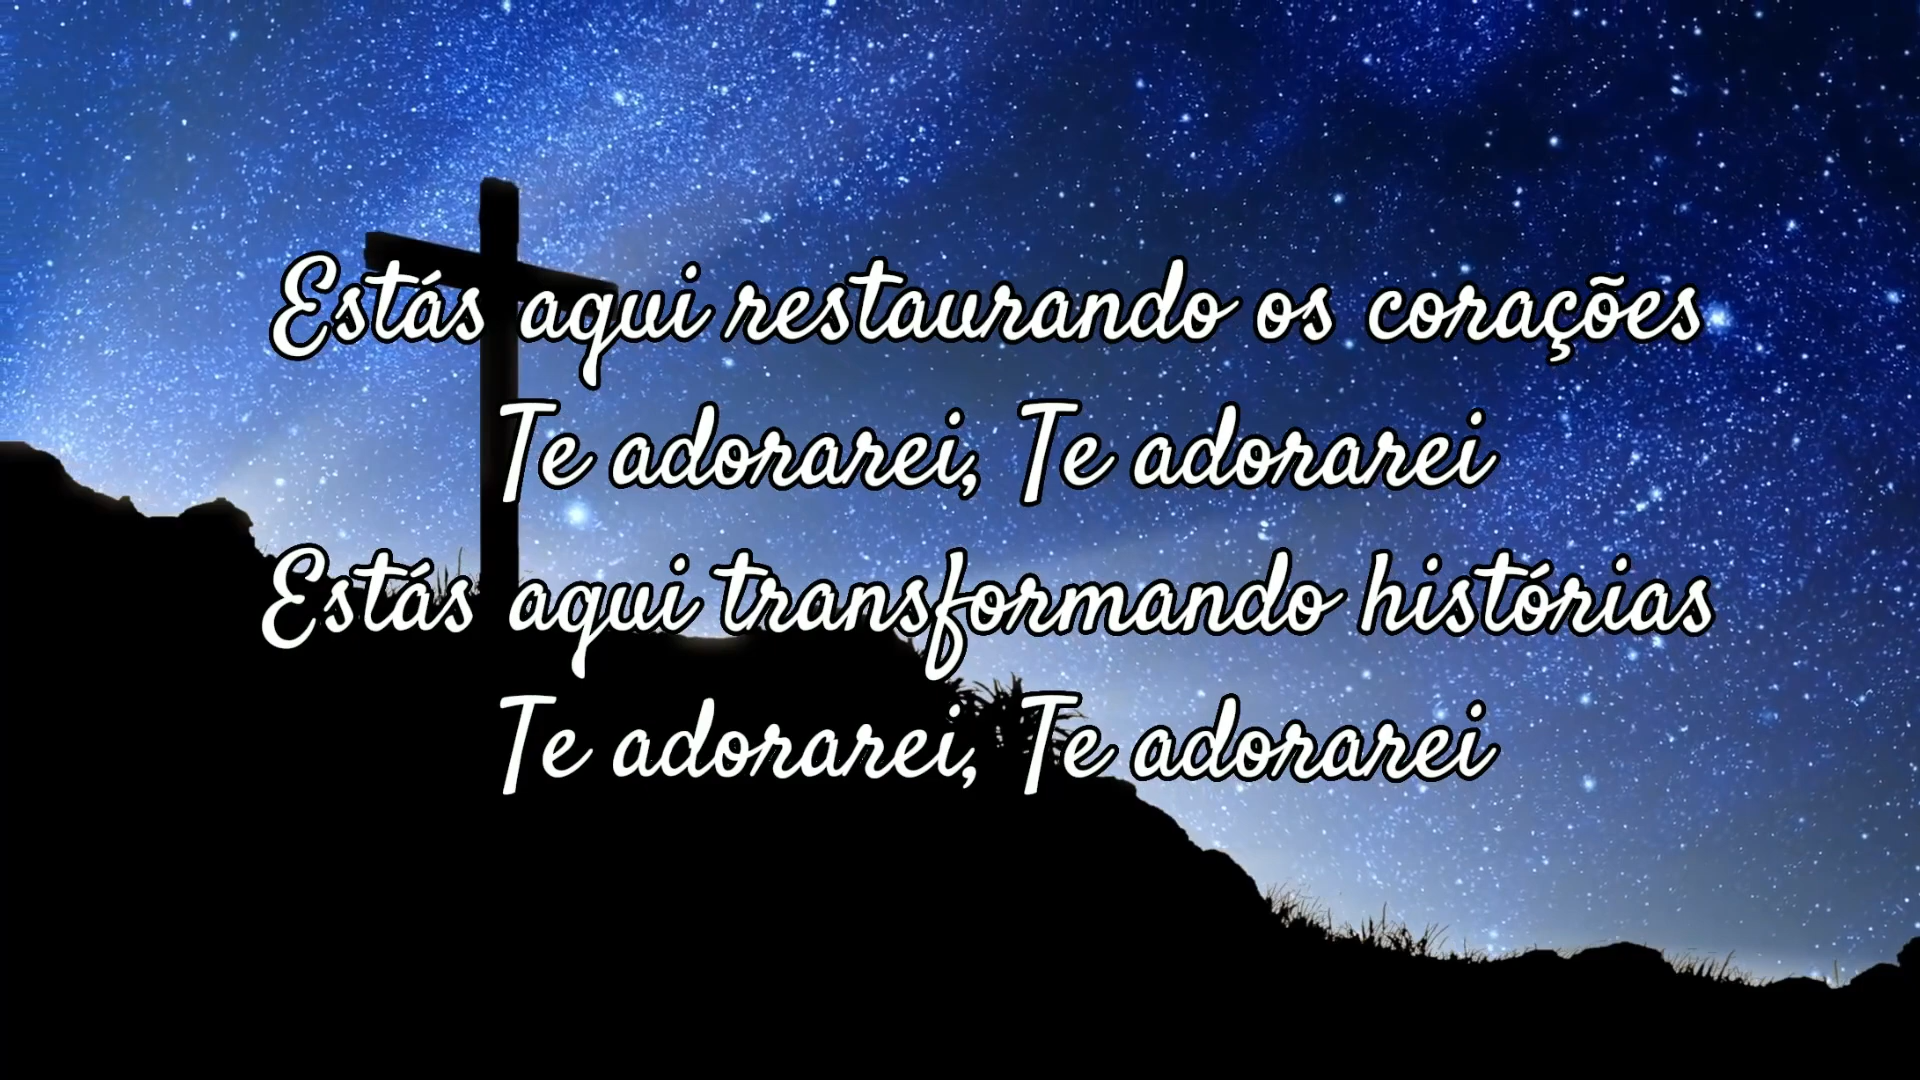 Estás aqui restaurando os corações
Te adorarei, Te adorarei
Estás aqui transformando histórias
Te adorarei, Te adorarei